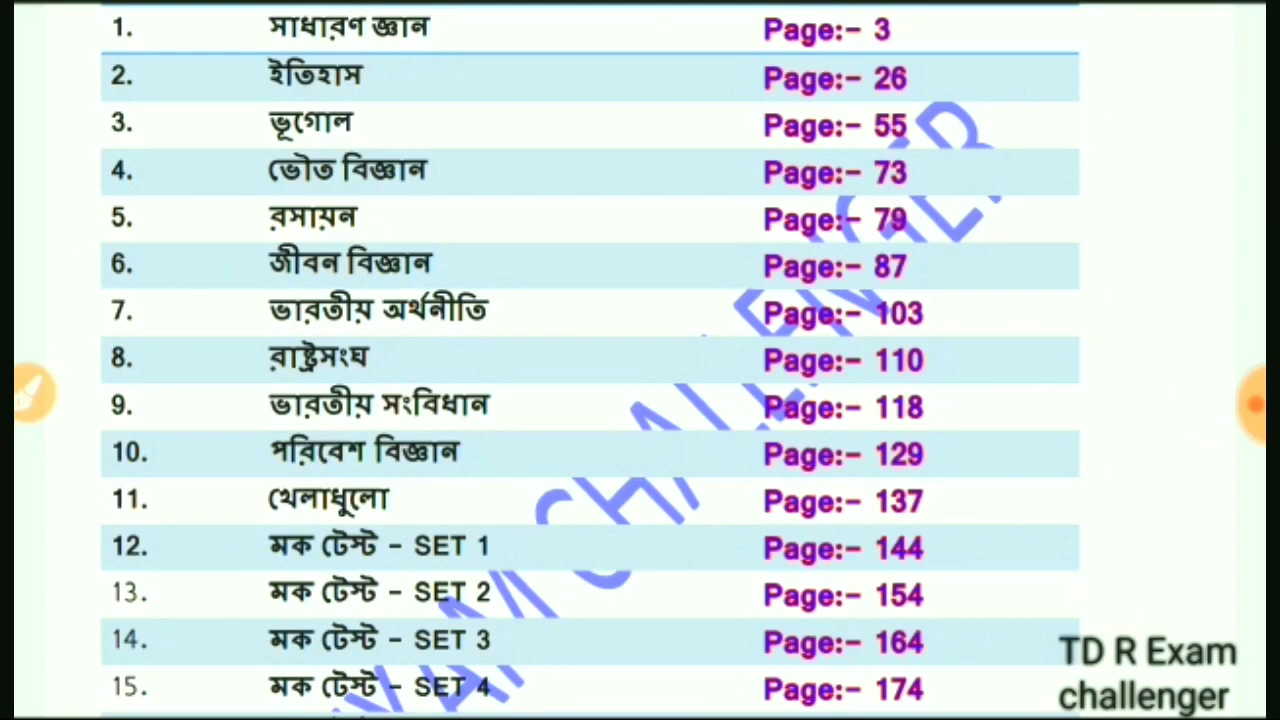 1. সাধারণ জ্ঞান Page:- 3
2. ইতিহাস Page:- 26
3. ভূগোল Page:- 55
4. ভৌত বিজ্ঞান Page:- 73
5. রসায়ন Page:- 79
6. জীবন বিজ্ঞান Page:- 87
7. ভারতীয় অর্থনীতি Page:- 103
8. রাষ্ট্রসংঘ Page:- 110
9. ভারতীয় সংবিধান Page:- 118
10. পরিবেশ বিজ্ঞান Page:- 129
11. খেলাধুলো Page:- 137
12. মক টেস্ট - SET 1 Page:- 144
13. মক টেস্ট - SET 2 Page:- 154
14. মক টেস্ট - SET 3 Page:- 164
15. মক টেস্ট - SET 4 Page:- 174
TD R Exam
challenger
CHALLENGER